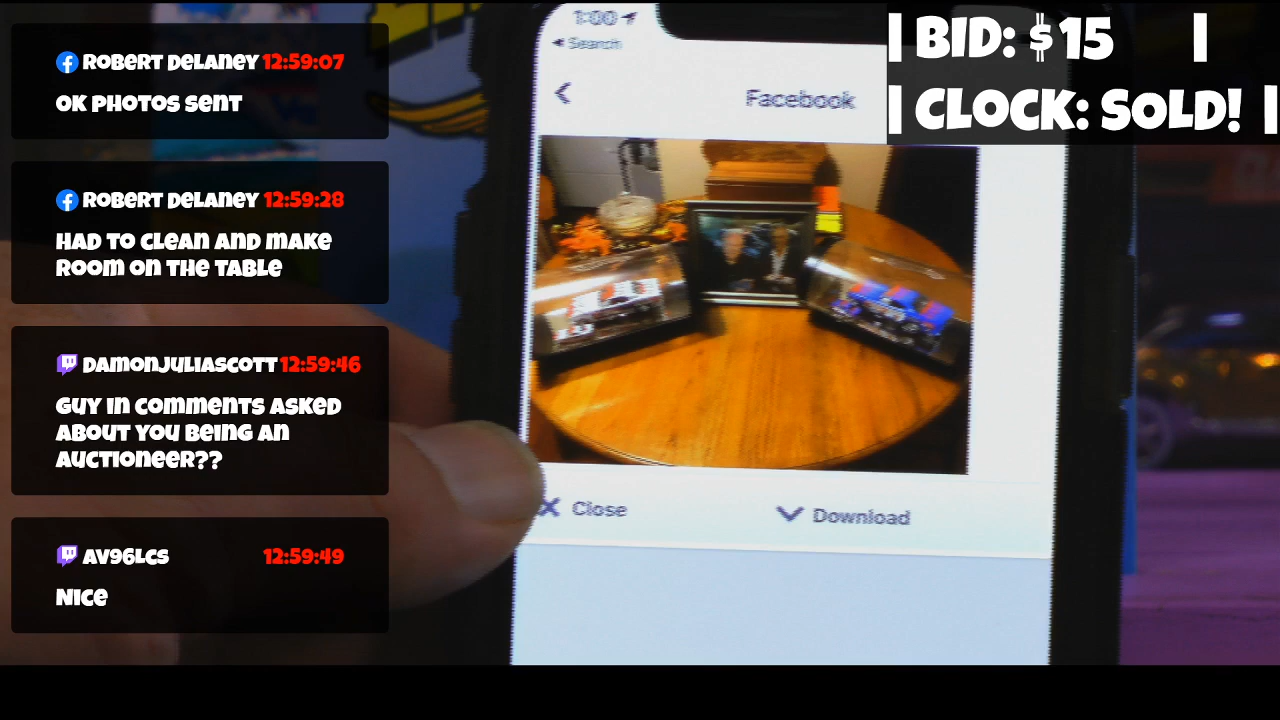 Robert Delaney 12:59:07
OK PHOTOS SENT
Robert Delaney 12:59:28
HAD TO CLEAN AND MAKE
ROOM ON THE TABLE
DAMONJULIASCOTT 12:59:46
GUY IN COMMENTS ASKED
ABOUT YOU BEING AN
AUCTIONEER??
AV96LCS 12:59:49
NICE
1:00
Search
Facebook
Close
Download
| BID: $15 |
| CLOCK: SOLD! |